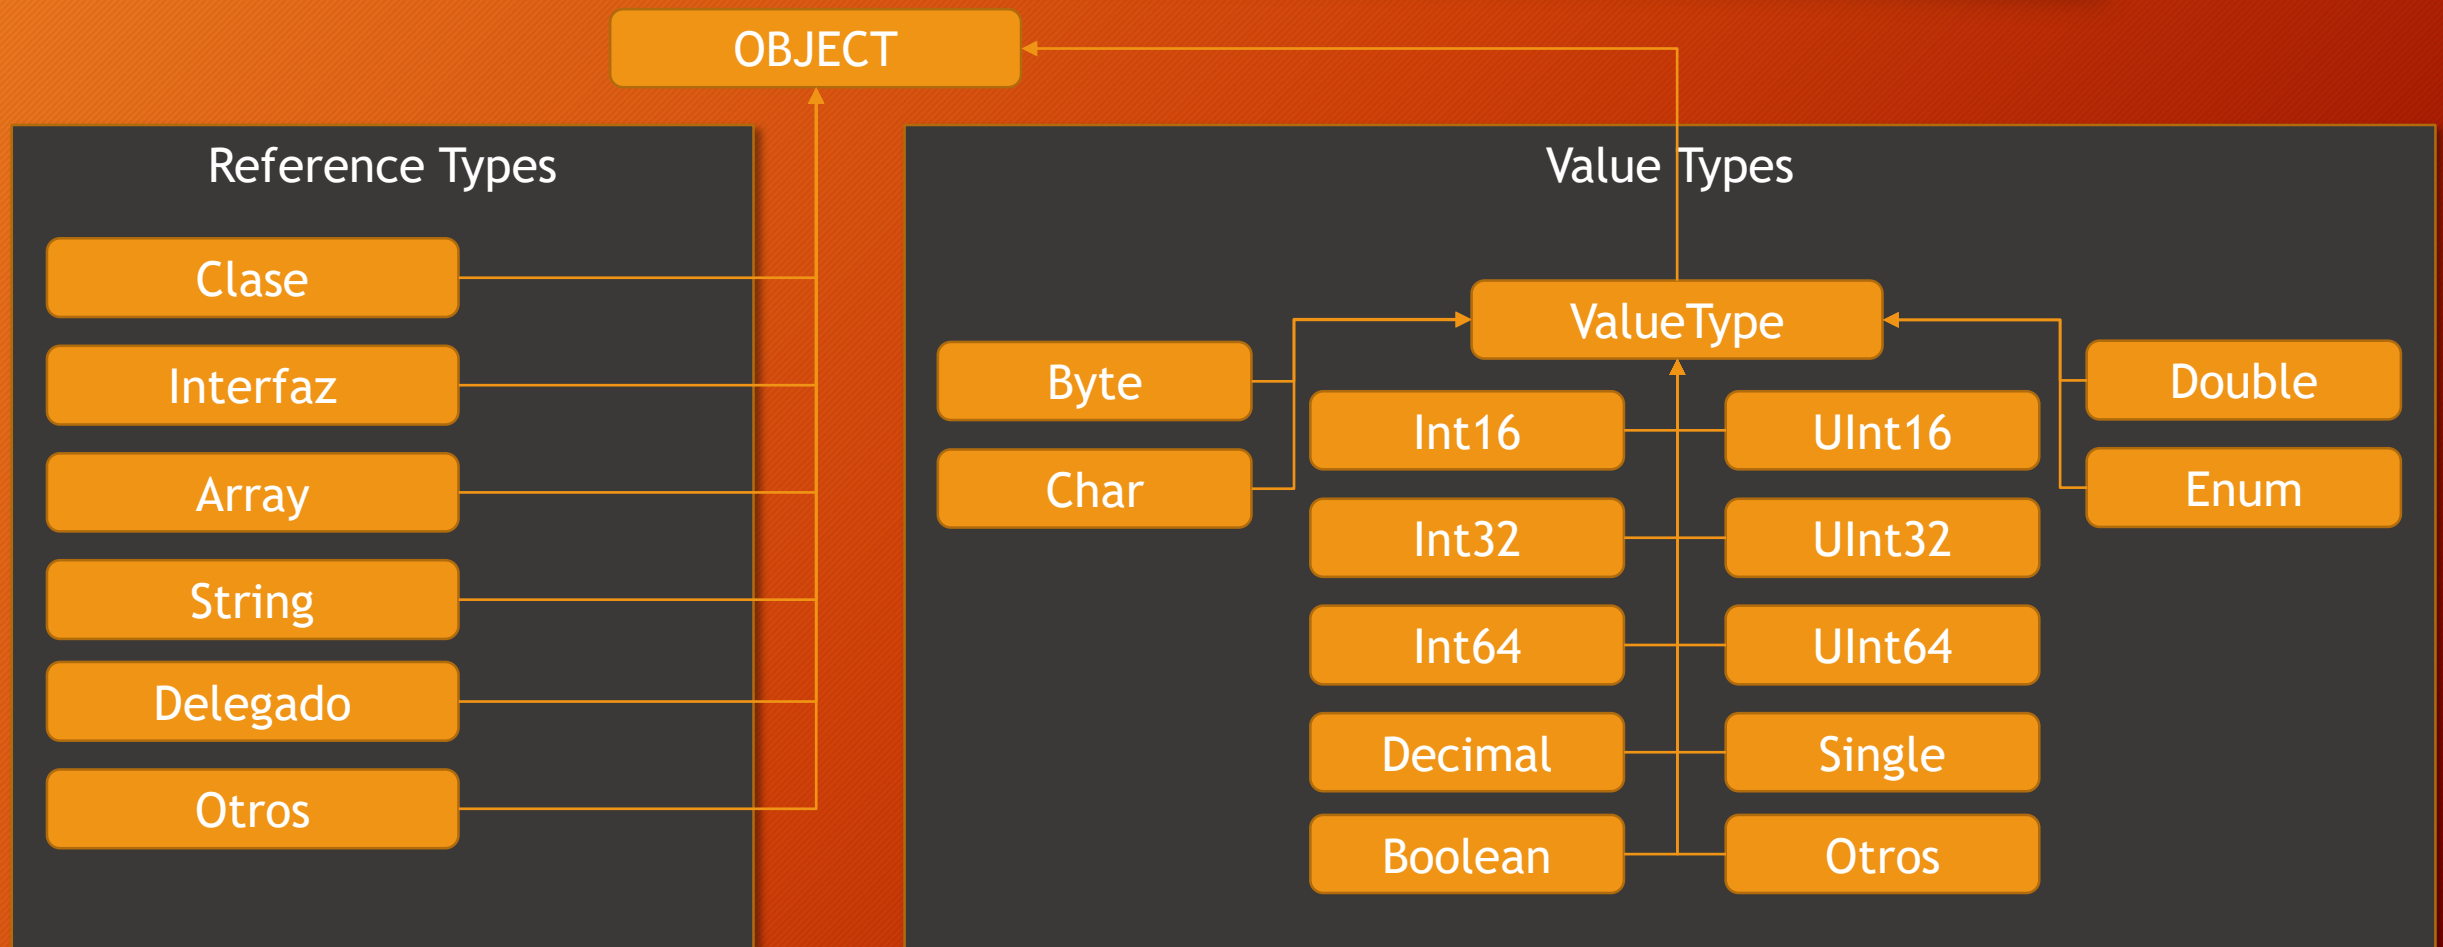 OBJECT
Reference Types
Clase
Interfaz
Array
String
Delegado
Otros
Value Types
ValueType
Byte
Char
Int16
UInt16
Int32
UInt32
Int64
UInt64
Decimal
Single
Boolean
Otros
Double
Enum